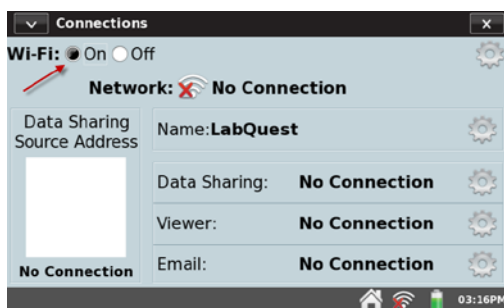 Connections
Wi-Fi: On Off
Network: No Connection
Data Sharing
Source Address
No Connection
Name:LabQuest
Data Sharing: No Connection
Viewer: No Connection
Email: No Connection
03:16PM